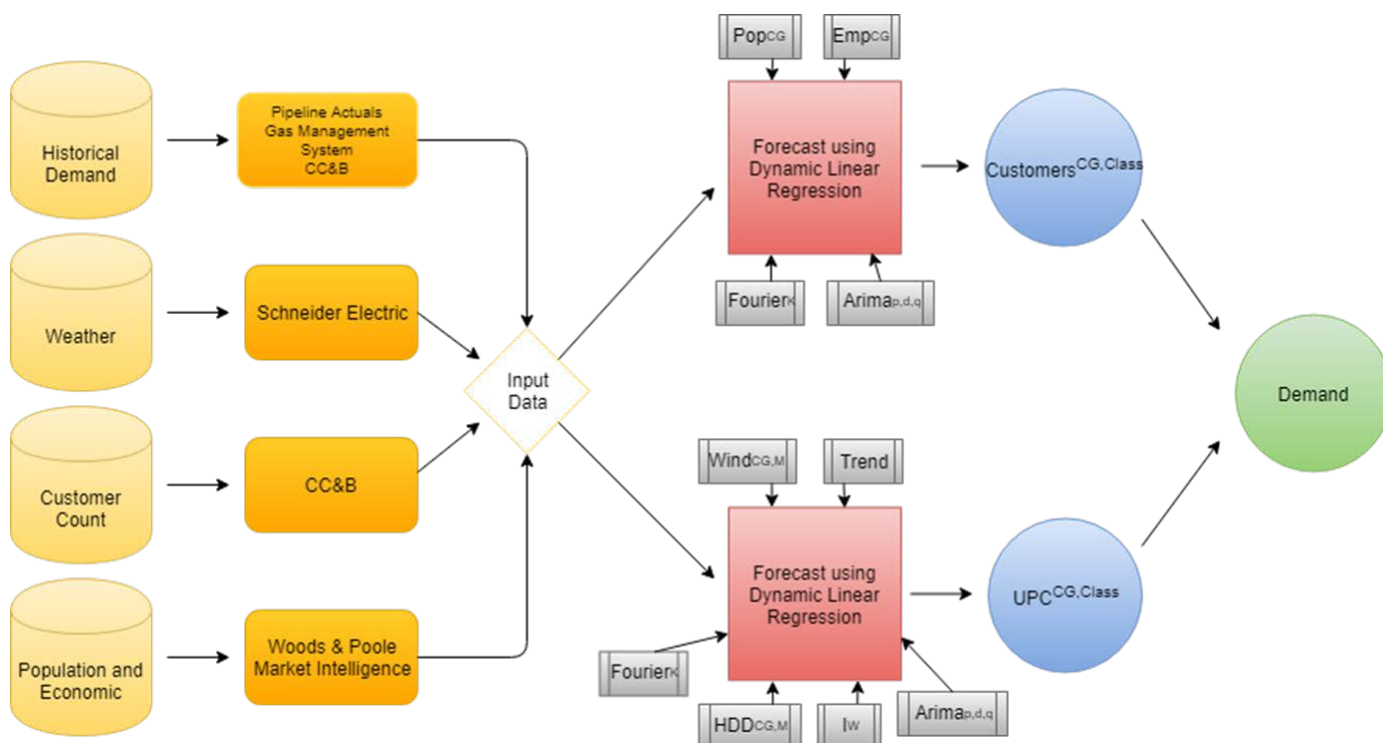 Historical
Demand
Pipeline Actuals
Gas Management
System
CC&B
Weather
Schneider Electric
Customer
Count
CC&B
Population and
Economic
Woods & Poole
Market Intelligence
Input
Data
PopCG
EmpCG
Forecast using
Dynamic Linear
Regression
FourierK
Arimap,d,q
CustomersCG,Class
WindCG,M
Trend
Forecast using
Dynamic Linear
Regression
FourierK
HDDCG,M
IW
Arimap,d,q
UPCCG,Class
Demand